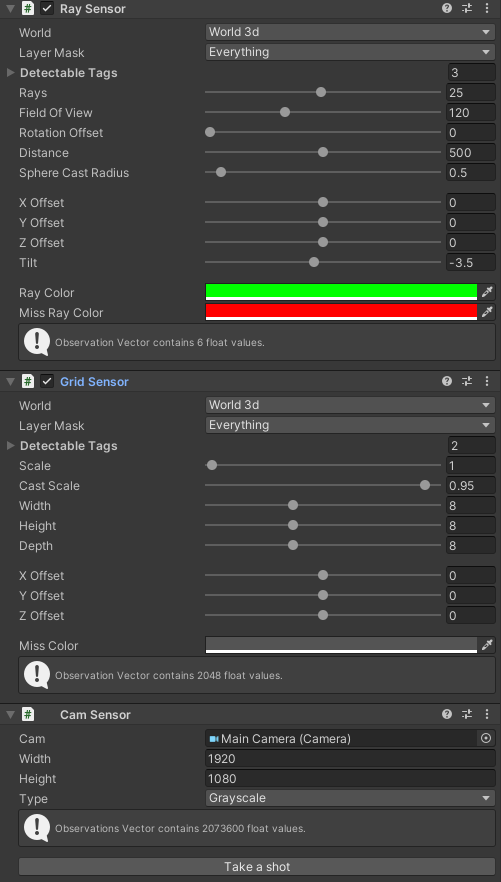 # Ray Sensor
World World 3d
Layer Mask Everything
Detectable Tags 3
Rays 25
Field Of View 120
Rotation Offset 0
Distance 500
Sphere Cast Radius 0.5
X Offset 0
Y Offset 0
Z Offset 0
Tilt -3.5
Ray Color
Miss Ray Color
Observation Vector contains 6 float values.
# Grid Sensor
World World 3d
Layer Mask Everything
Detectable Tags 2
Scale 1
Cast Scale 0.95
Width 8
Height 8
Depth 8
X Offset 0
Y Offset 0
Z Offset 0
Miss Color
Observation Vector contains 2048 float values.
# Cam Sensor
Cam Main Camera (Camera)
Width 1920
Height 1080
Type Grayscale
Observations Vector contains 2073600 float values.
Take a shot